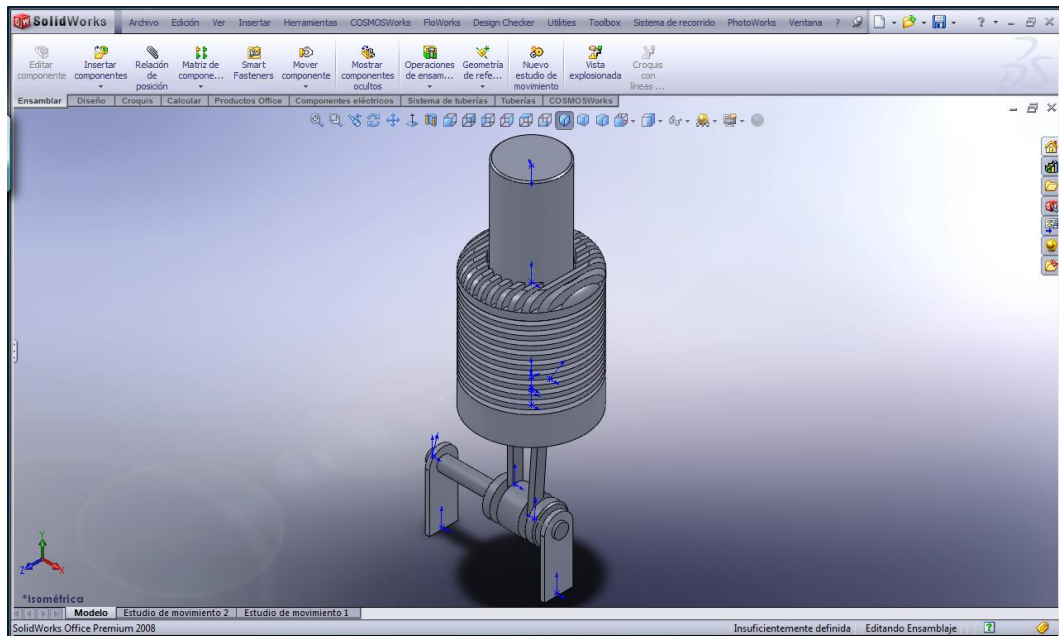 SolidWorks Archivo Edición Ver Insertar Herramientas COSMOSWorks FloWorks Design Checker Utilities Toolbox Sistema de recorrido PhotoWorks Ventana ?
Editar componente
Insertar componentes
Relación de posición
Matriz de compone...
Smart Fasteners
Mover componente
Mostrar componentes ocultos
Operaciones de ensam...
Geometría de refe...
Nuevo estudio de movimiento
Vista explosionada
Croquis con líneas ...
Ensamblar Diseño Croquis Calcular Productos Office Componentes eléctricos Sistema de tuberías Tuberías COSMOSWorks
Y
Z X
*Isométrica
Modelo Estudio de movimiento 2 Estudio de movimiento 1
SolidWorks Office Premium 2008 Insuficientemente definida Editando Ensamblaje ?